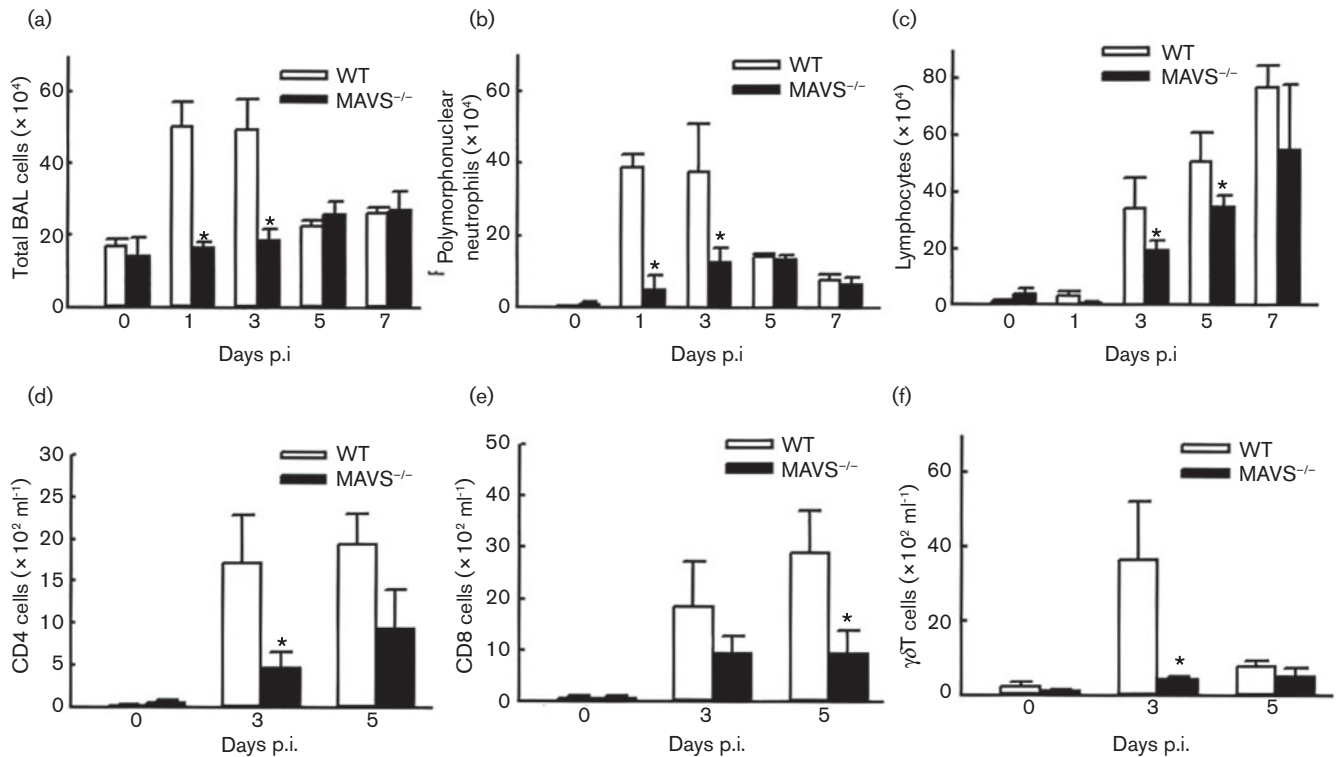 (a)
Total BAL cells (×10⁴)
60
40
20
0
WT
MAVS⁻/⁻
*
*
0 1 3 5 7
Days p.i
(b)
Polymorphonuclear
neutrophils (×10⁴)
60
40
20
0
WT
MAVS⁻/⁻
*
*
0 1 3 5 7
Days p.i
(c)
Lymphocytes (×10⁴)
80
60
40
20
0
WT
MAVS⁻/⁻
*
*
0 1 3 5 7
Days p.i
(d)
CD4 cells (×10² ml⁻¹)
30
25
20
15
10
5
0
WT
MAVS⁻/⁻
*
0 3 5
Days p.i.
(e)
CD8 cells (×10² ml⁻¹)
50
40
30
20
10
0
WT
MAVS⁻/⁻
*
0 3 5
Days p.i.
(f)
γδT cells (×10² ml⁻¹)
60
40
20
0
WT
MAVS⁻/⁻
*
0 3 5
Days p.i.